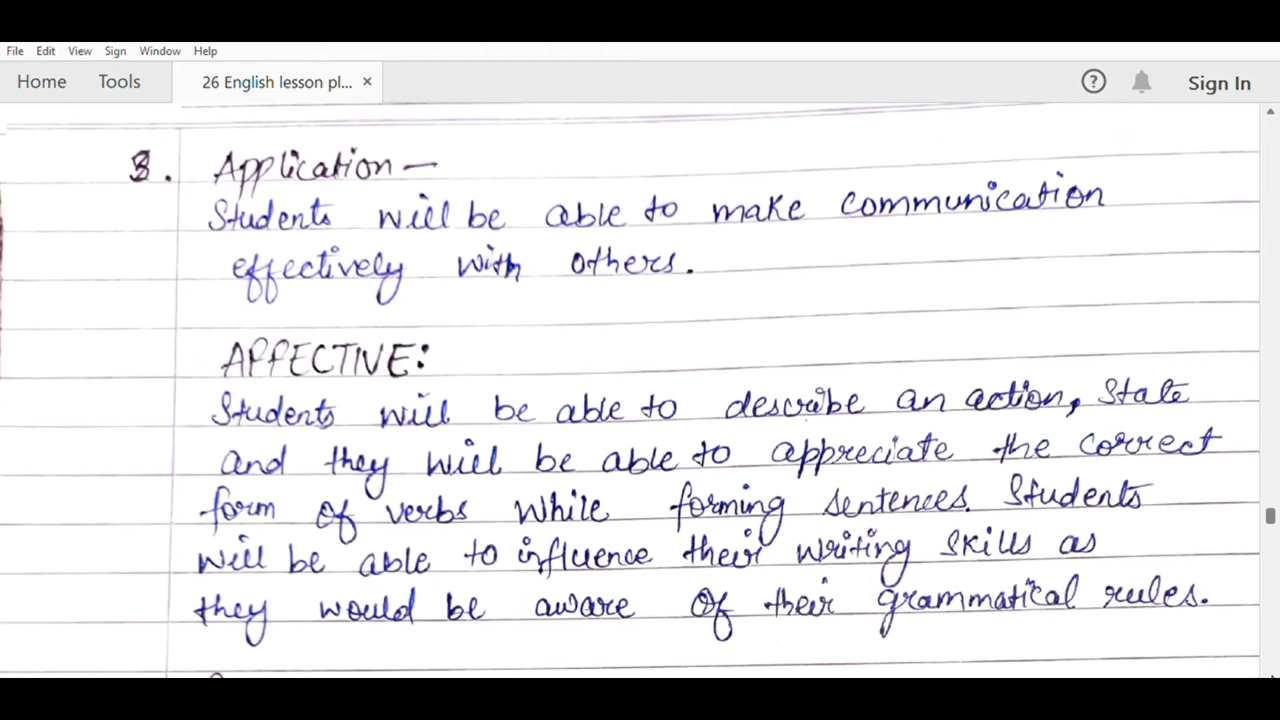 File Edit View Sign Window Help
Home Tools 26 English lesson pl... × ? Sign In
3. Application —
Students will be able to make communication
effectively with others.
AFFECTIVE:
Students will be able to describe an action, State
and they will be able to appreciate the correct
form of verbs while forming sentences. Students
will be able to influence their writing skills as
they would be aware of their grammatical rules.